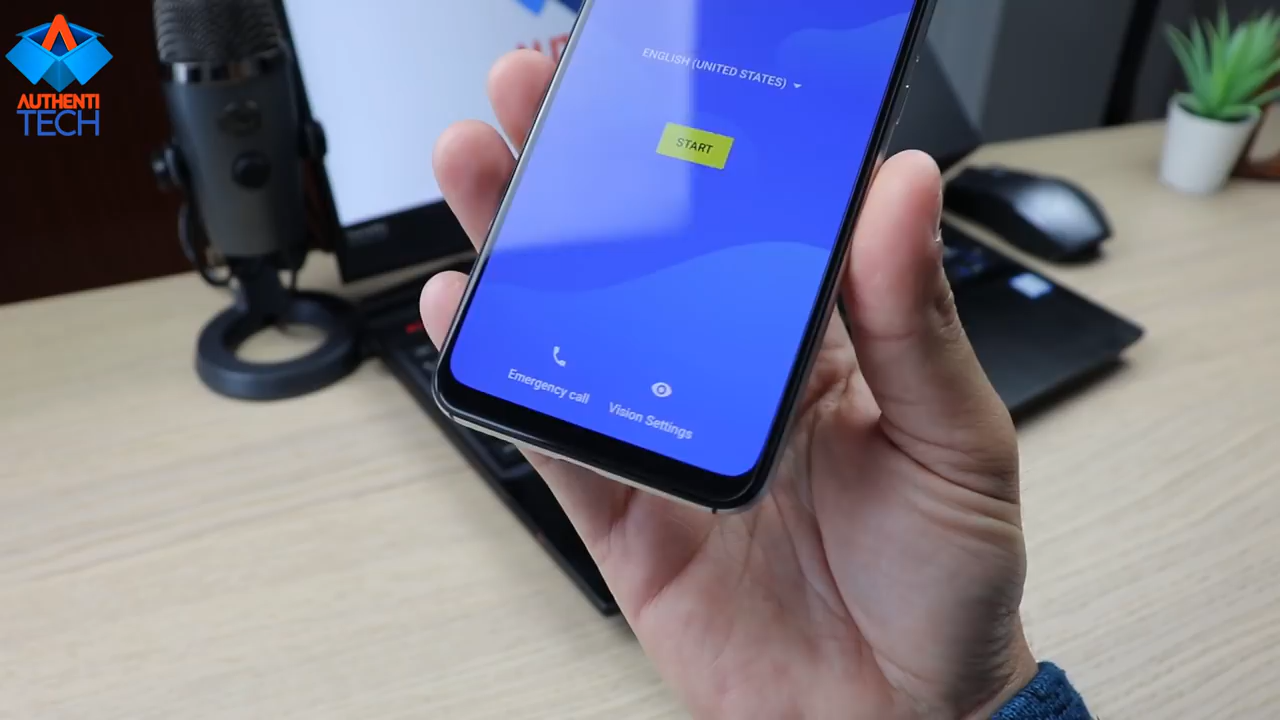 AUTHENTI
TECH
ENGLISH (UNITED STATES)
START
Emergency call
Vision Settings